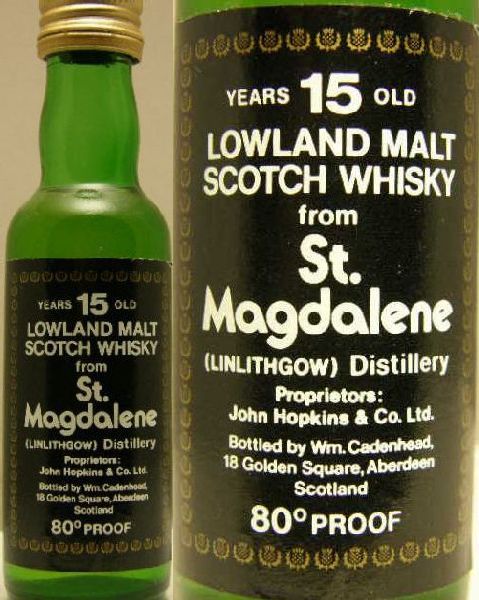 YEARS 15 OLD
LOWLAND MALT
SCOTCH WHISKY
from
St.
Magdalene
(LINLITHGOW) Distillery
Proprietors:
John Hopkins & Co. Ltd.
Bottled by Wm. Cadenhead,
18 Golden Square, Aberdeen
Scotland
80° PROOF
YEARS 15 OLD
LOWLAND MALT
SCOTCH WHISKY
from
St.
Magdalene
(LINLITHGOW) Distillery
Proprietors:
John Hopkins & Co. Ltd.
Bottled by Wm. Cadenhead,
18 Golden Square, Aberdeen
Scotland
80° PROOF